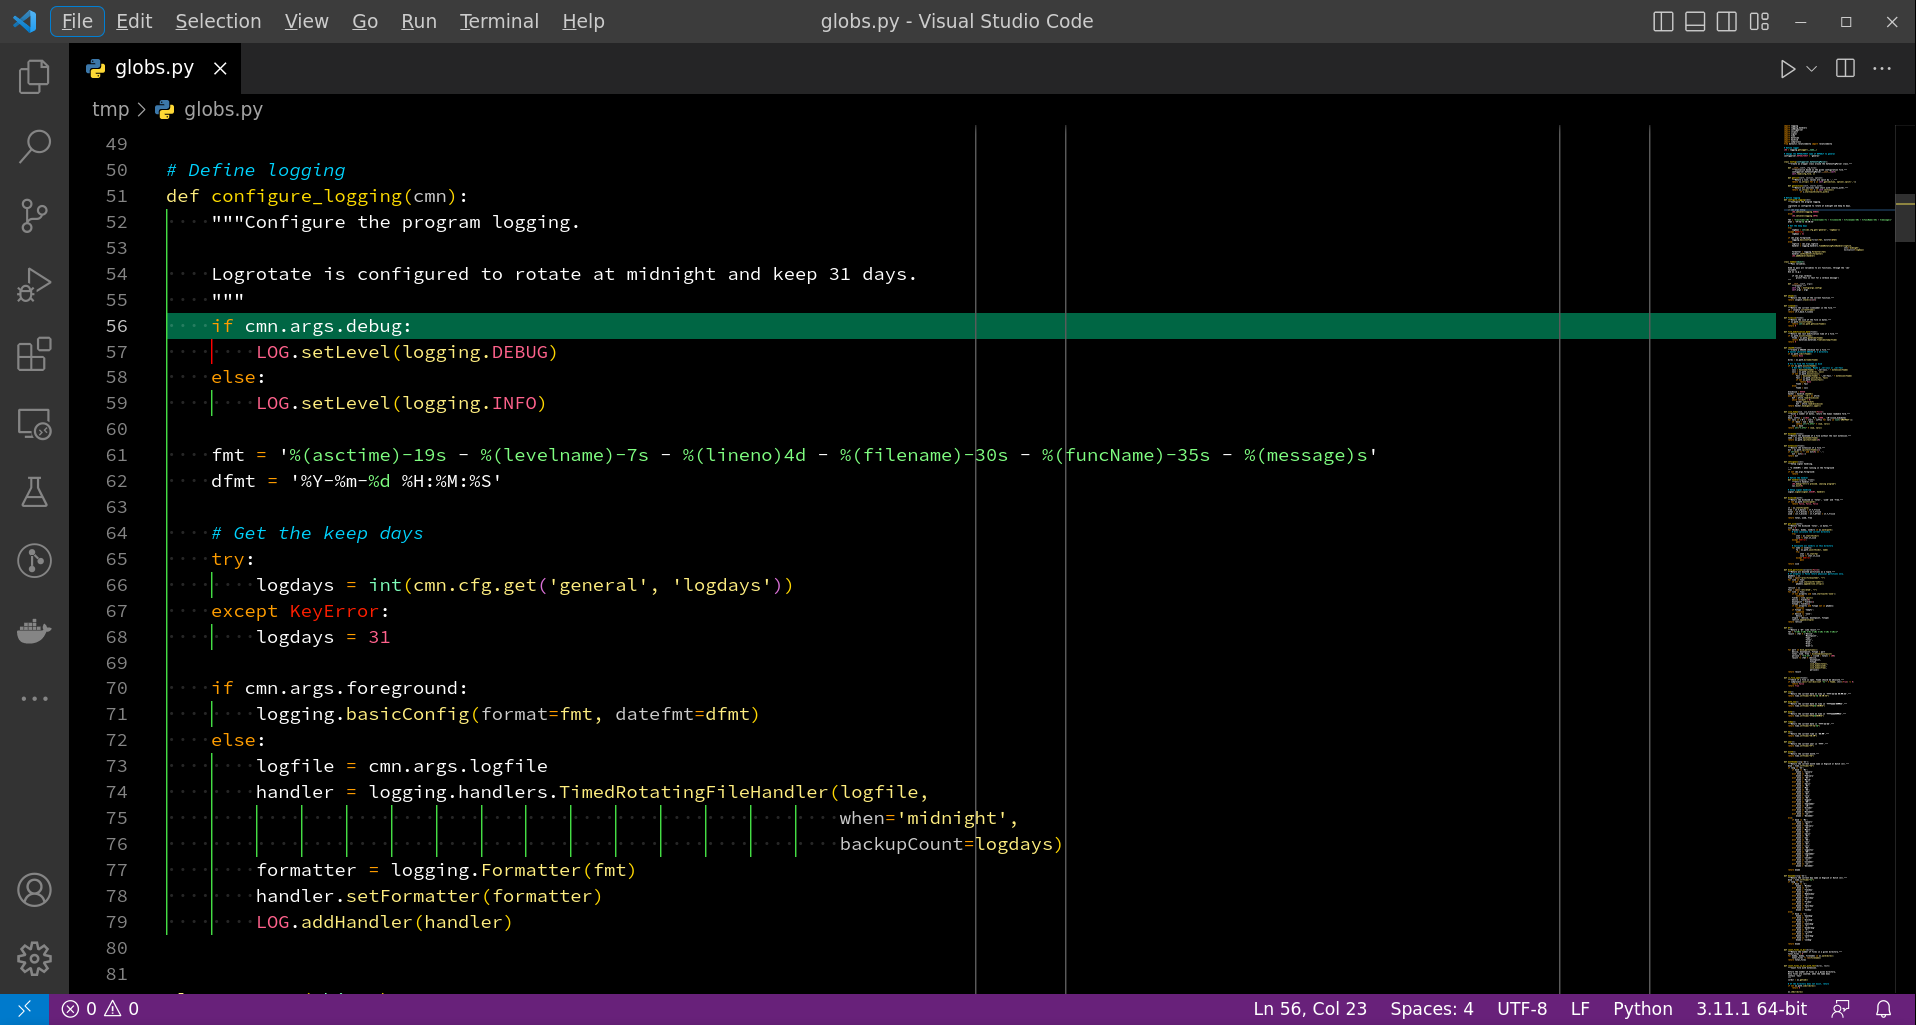 File Edit Selection View Go Run Terminal Help globs.py - Visual Studio Code
globs.py
tmp > globs.py
49
50 # Define logging
51 def configure_logging(cmn):
52     """Configure the program logging.
53
54     Logrotate is configured to rotate at midnight and keep 31 days.
55     """
56     if cmn.args.debug:
57         LOG.setLevel(logging.DEBUG)
58     else:
59         LOG.setLevel(logging.INFO)
60
61     fmt = '%(asctime)-19s - %(levelname)-7s - %(lineno)4d - %(filename)-30s - %(funcName)-35s - %(message)s'
62     dfmt = '%Y-%m-%d %H:%M:%S'
63
64     # Get the keep days
65     try:
66         logdays = int(cmn.cfg.get('general', 'logdays'))
67     except KeyError:
68         logdays = 31
69
70     if cmn.args.foreground:
71         logging.basicConfig(format=fmt, datefmt=dfmt)
72     else:
73         logfile = cmn.args.logfile
74         handler = logging.handlers.TimedRotatingFileHandler(logfile,
75                                                             when='midnight',
76                                                             backupCount=logdays)
77         formatter = logging.Formatter(fmt)
78         handler.setFormatter(formatter)
79         LOG.addHandler(handler)
80
81
0 0 Ln 56, Col 23 Spaces: 4 UTF-8 LF Python 3.11.1 64-bit